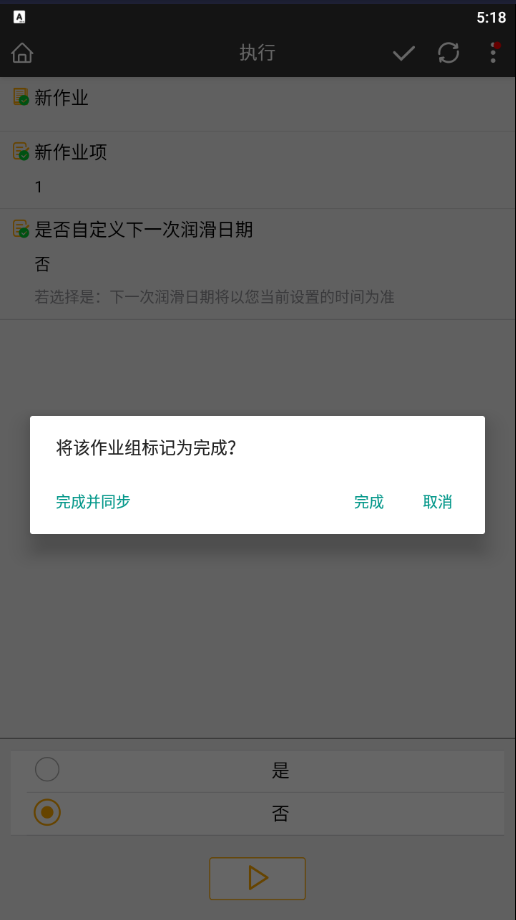 5:18
执行
新作业
新作业项
1
是否自定义下一次润滑日期
否
若选择是：下一次润滑日期将以您当前设置的时间为准
将该作业组标记为完成?
完成并同步 完成 取消
是
否